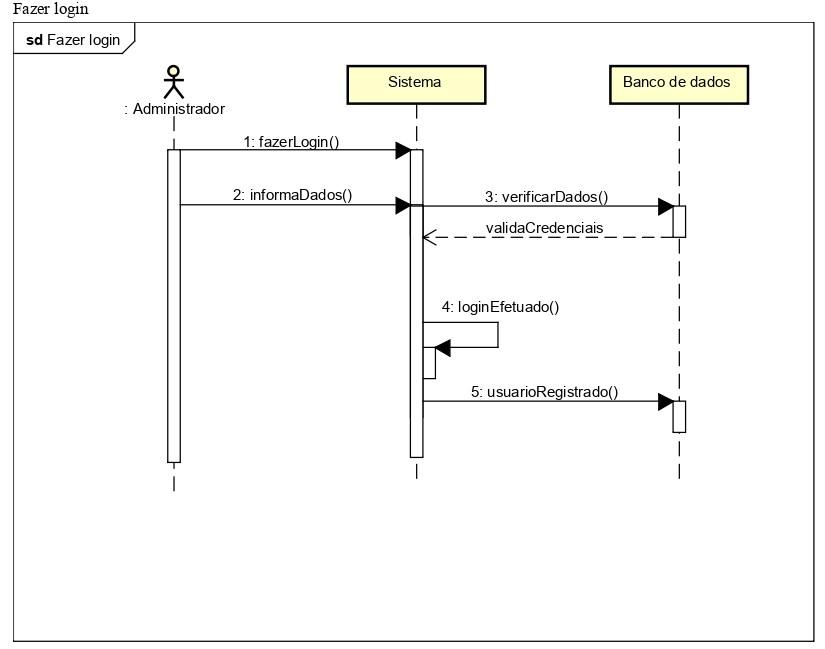 Fazer login
sd Fazer login
: Administrador
Sistema
Banco de dados
1: fazerLogin()
2: informaDados()
3: verificarDados()
validaCredenciais
4: loginEfetuado()
5: usuarioRegistrado()